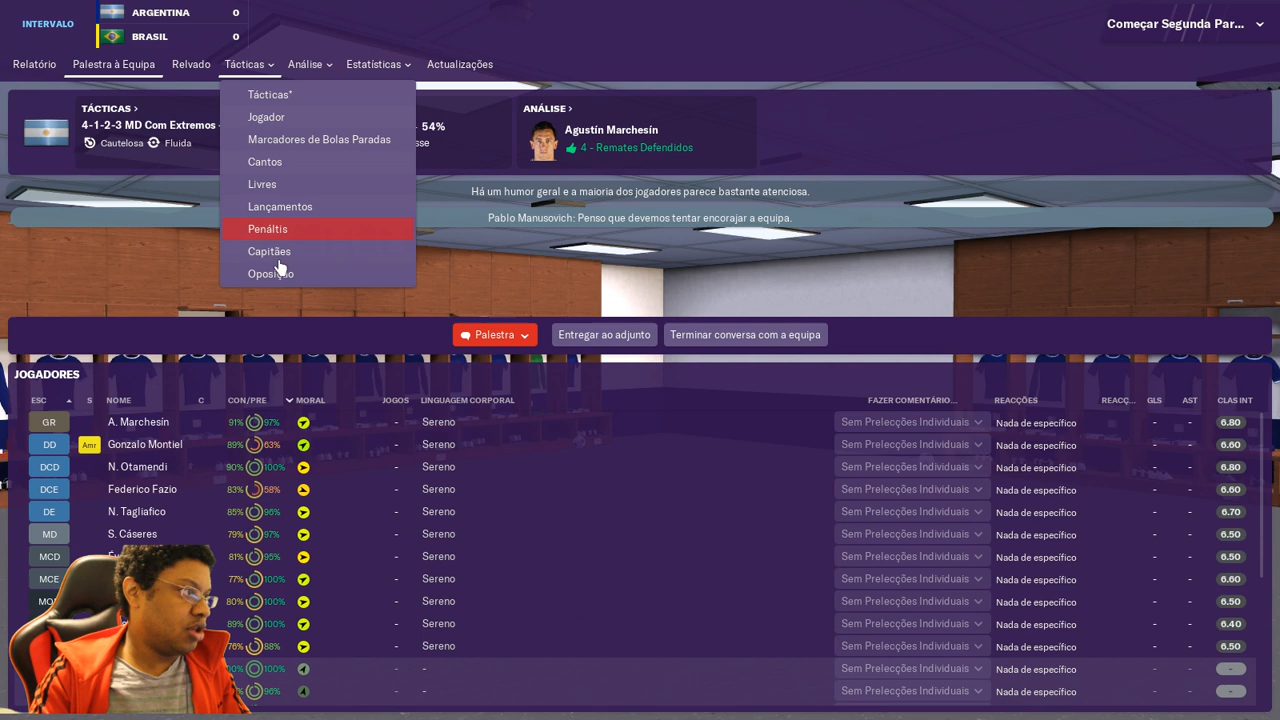 INTERVALO
ARGENTINA 0
BRASIL 0
Começar Segunda Par...
Relatório Palestra à Equipa Relvado Tácticas Análise Estatísticas Actualizações
Tácticas*
Jogador
Marcadores de Bolas Paradas
Cantos
Livres
Lançamentos
Penáltis
Capitães
Oposição
TÁCTICAS
4-1-2-3 MD Com Extremos
Cautelosa Fluida
54%
sse
ANÁLISE
Agustín Marchesín
4 - Remates Defendidos
Há um humor geral e a maioria dos jogadores parece bastante atenciosa.
Pablo Manusovich: Penso que devemos tentar encorajar a equipa.
Palestra Entregar ao adjunto Terminar conversa com a equipa
JOGADORES
ESC S NOME C CON/PRE MORAL JOGOS LINGUAGEM CORPORAL FAZER COMENTÁRIO... REACÇÕES REACÇ... GLS AST CLAS INT
GR A. Marchesín 91% 97% - Sereno Sem Prelecções Individuais Nada de específico - - 6.80
DD Amr Gonzalo Montiel 89% 63% - Sereno Sem Prelecções Individuais Nada de específico - - 6.60
DCD N. Otamendi 90% 100% - Sereno Sem Prelecções Individuais Nada de específico - - 6.80
DCE Federico Fazio 83% 58% - Sereno Sem Prelecções Individuais Nada de específico - - 6.60
DE N. Tagliafico 85% 96% - Sereno Sem Prelecções Individuais Nada de específico - - 6.70
MD S. Cáseres 79% 97% - Sereno Sem Prelecções Individuais Nada de específico - - 6.50
MCD 81% 95% - Sereno Sem Prelecções Individuais Nada de específico - - 6.50
MCE 77% 100% - Sereno Sem Prelecções Individuais Nada de específico - - 6.60
80% 100% - Sereno Sem Prelecções Individuais Nada de específico - - 6.50
89% 100% - Sereno Sem Prelecções Individuais Nada de específico - - 6.40
76% 88% - Sereno Sem Prelecções Individuais Nada de específico - - 6.50
100% - - Sem Prelecções Individuais Nada de específico - - -
96% - - Sem Prelecções Individuais Nada de específico - - -